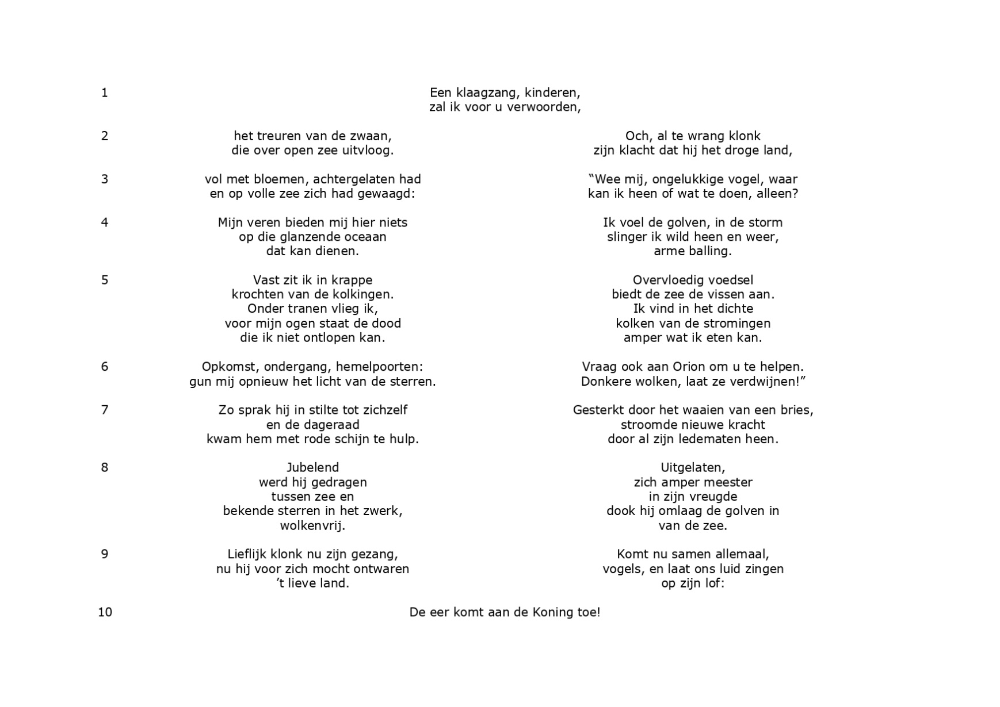 1
Een klaagzang, kinderen,
zal ik voor u verwoorden,
2
het treuren van de zwaan,
die over open zee uitvloog.
Och, al te wrang klonk
zijn klacht dat hij het droge land,
3
vol met bloemen, achtergelaten had
en op volle zee zich had gewaagd:
“Wee mij, ongelukkige vogel, waar
kan ik heen of wat te doen, alleen?
4
Mijn veren bieden mij hier niets
op die glanzende oceaan
dat kan dienen.
Ik voel de golven, in de storm
slinger ik wild heen en weer,
arme balling.
5
Vast zit ik in krappe
krochten van de kolkingen.
Onder tranen vlieg ik,
voor mijn ogen staat de dood
die ik niet ontlopen kan.
Overvloedig voedsel
biedt de zee de vissen aan.
Ik vind in het dichte
kolken van de stromingen
amper wat ik eten kan.
6
Opkomst, ondergang, hemelpoorten:
gun mij opnieuw het licht van de sterren.
Vraag ook aan Orion om u te helpen.
Donkere wolken, laat ze verdwijnen!”
7
Zo sprak hij in stilte tot zichzelf
en de dageraad
kwam hem met rode schijn te hulp.
Gesterkt door het waaien van een bries,
stroomde nieuwe kracht
door al zijn ledematen heen.
8
Jubelend
werd hij gedragen
tussen zee en
bekende sterren in het zwerk,
wolkenvrij.
Uitgelaten,
zich amper meester
in zijn vreugde
dook hij omlaag de golven in
van de zee.
9
Lieflijk klonk nu zijn gezang,
nu hij voor zich mocht ontwaren
’t lieve land.
Komt nu samen allemaal,
vogels, en laat ons luid zingen
op zijn lof:
10
De eer komt aan de Koning toe!